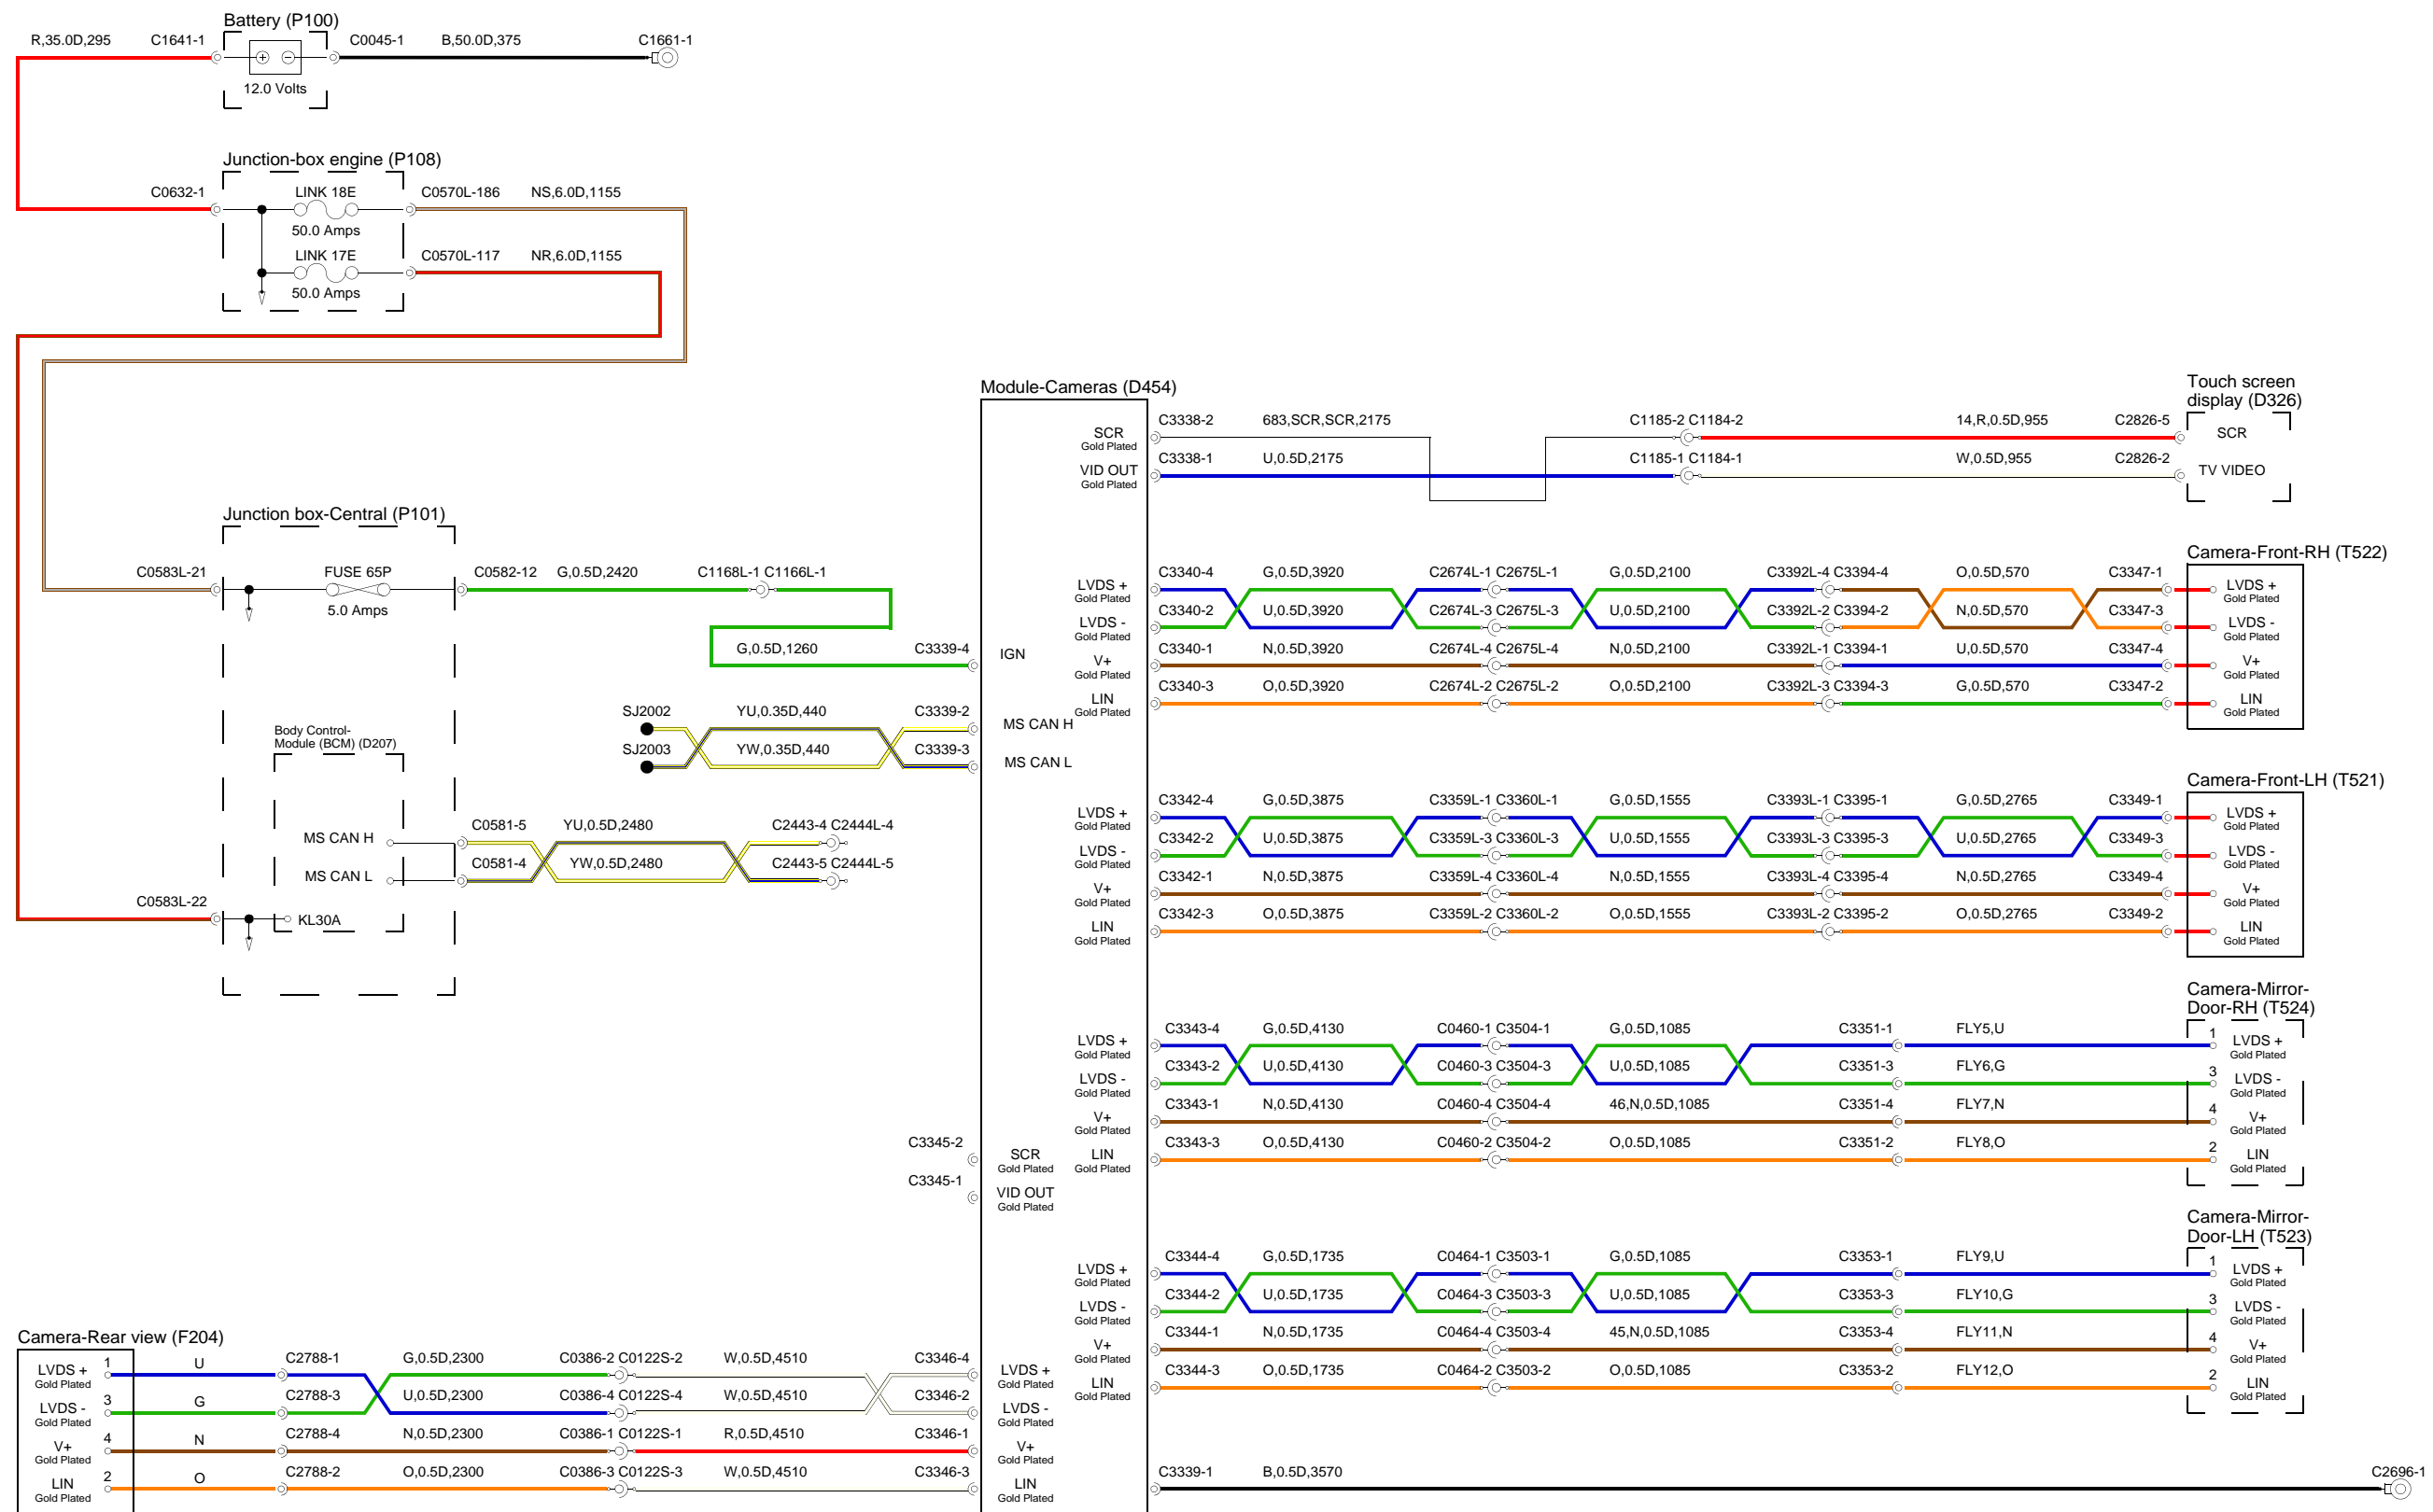 Battery (P100)
R,35.0D,295 C1641-1 C0045-1 B,50.0D,375 C1661-1
12.0 Volts
Junction-box engine (P108)
C0632-1 LINK 18E C0570L-186 NS,6.0D,1155
50.0 Amps
LINK 17E C0570L-117 NR,6.0D,1155
50.0 Amps
Junction box-Central (P101)
C0583L-21 FUSE 65P C0582-12 G,0.5D,2420 C1168L-1 C1166L-1
5.0 Amps
G,0.5D,1260 C3339-4 IGN
SJ2002 YU,0.35D,440 C3339-2 MS CAN H
SJ2003 YW,0.35D,440 C3339-3 MS CAN L
Body Control-
Module (BCM) (D207)
MS CAN H C0581-5 YU,0.5D,2480 C2443-4 C2444L-4
MS CAN L C0581-4 YW,0.5D,2480 C2443-5 C2444L-5
C0583L-22 KL30A
Module-Cameras (D454)
Touch screen
display (D326)
SCR C3338-2 683,SCR,SCR,2175 C1185-2 C1184-2 14,R,0.5D,955 C2826-5 SCR
Gold Plated
VID OUT C3338-1 U,0.5D,2175 C1185-1 C1184-1 W,0.5D,955 C2826-2 TV VIDEO
Gold Plated
Camera-Front-RH (T522)
LVDS + C3340-4 G,0.5D,3920 C2674L-1 C2675L-1 G,0.5D,2100 C3392L-4 C3394-4 O,0.5D,570 C3347-1 LVDS +
Gold Plated Gold Plated
LVDS - C3340-2 U,0.5D,3920 C2674L-3 C2675L-3 U,0.5D,2100 C3392L-2 C3394-2 N,0.5D,570 C3347-3 LVDS -
Gold Plated Gold Plated
V+ C3340-1 N,0.5D,3920 C2674L-4 C2675L-4 N,0.5D,2100 C3392L-1 C3394-1 U,0.5D,570 C3347-4 V+
Gold Plated Gold Plated
LIN C3340-3 O,0.5D,3920 C2674L-2 C2675L-2 O,0.5D,2100 C3392L-3 C3394-3 G,0.5D,570 C3347-2 LIN
Gold Plated Gold Plated
Camera-Front-LH (T521)
LVDS + C3342-4 G,0.5D,3875 C3359L-1 C3360L-1 G,0.5D,1555 C3393L-1 C3395-1 G,0.5D,2765 C3349-1 LVDS +
Gold Plated Gold Plated
LVDS - C3342-2 U,0.5D,3875 C3359L-3 C3360L-3 U,0.5D,1555 C3393L-3 C3395-3 U,0.5D,2765 C3349-3 LVDS -
Gold Plated Gold Plated
V+ C3342-1 N,0.5D,3875 C3359L-4 C3360L-4 N,0.5D,1555 C3393L-4 C3395-4 N,0.5D,2765 C3349-4 V+
Gold Plated Gold Plated
LIN C3342-3 O,0.5D,3875 C3359L-2 C3360L-2 O,0.5D,1555 C3393L-2 C3395-2 O,0.5D,2765 C3349-2 LIN
Gold Plated Gold Plated
Camera-Mirror-
Door-RH (T524)
LVDS + C3343-4 G,0.5D,4130 C0460-1 C3504-1 G,0.5D,1085 C3351-1 FLY5,U 1 LVDS +
Gold Plated Gold Plated
LVDS - C3343-2 U,0.5D,4130 C0460-3 C3504-3 U,0.5D,1085 C3351-3 FLY6,G 3 LVDS -
Gold Plated Gold Plated
V+ C3343-1 N,0.5D,4130 C0460-4 C3504-4 46,N,0.5D,1085 C3351-4 FLY7,N 4 V+
Gold Plated Gold Plated
C3345-2 SCR LIN C3343-3 O,0.5D,4130 C0460-2 C3504-2 O,0.5D,1085 C3351-2 FLY8,O 2 LIN
Gold Plated Gold Plated Gold Plated
C3345-1 VID OUT
Gold Plated
Camera-Mirror-
Door-LH (T523)
LVDS + C3344-4 G,0.5D,1735 C0464-1 C3503-1 G,0.5D,1085 C3353-1 FLY9,U 1 LVDS +
Gold Plated Gold Plated
LVDS - C3344-2 U,0.5D,1735 C0464-3 C3503-3 U,0.5D,1085 C3353-3 FLY10,G 3 LVDS -
Gold Plated Gold Plated
V+ C3344-1 N,0.5D,1735 C0464-4 C3503-4 45,N,0.5D,1085 C3353-4 FLY11,N 4 V+
Gold Plated Gold Plated
LIN C3344-3 O,0.5D,1735 C0464-2 C3503-2 O,0.5D,1085 C3353-2 FLY12,O 2 LIN
Gold Plated Gold Plated
Camera-Rear view (F204)
LVDS + 1 U C2788-1 G,0.5D,2300 C0386-2 C0122S-2 W,0.5D,4510 C3346-4 LVDS +
Gold Plated Gold Plated
LVDS - 3 G C2788-3 U,0.5D,2300 C0386-4 C0122S-4 W,0.5D,4510 C3346-2 LVDS -
Gold Plated Gold Plated
V+ 4 N C2788-4 N,0.5D,2300 C0386-1 C0122S-1 R,0.5D,4510 C3346-1 V+
Gold Plated Gold Plated
LIN 2 O C2788-2 O,0.5D,2300 C0386-3 C0122S-3 W,0.5D,4510 C3346-3 LIN
Gold Plated Gold Plated
C3339-1 B,0.5D,3570 C2696-1